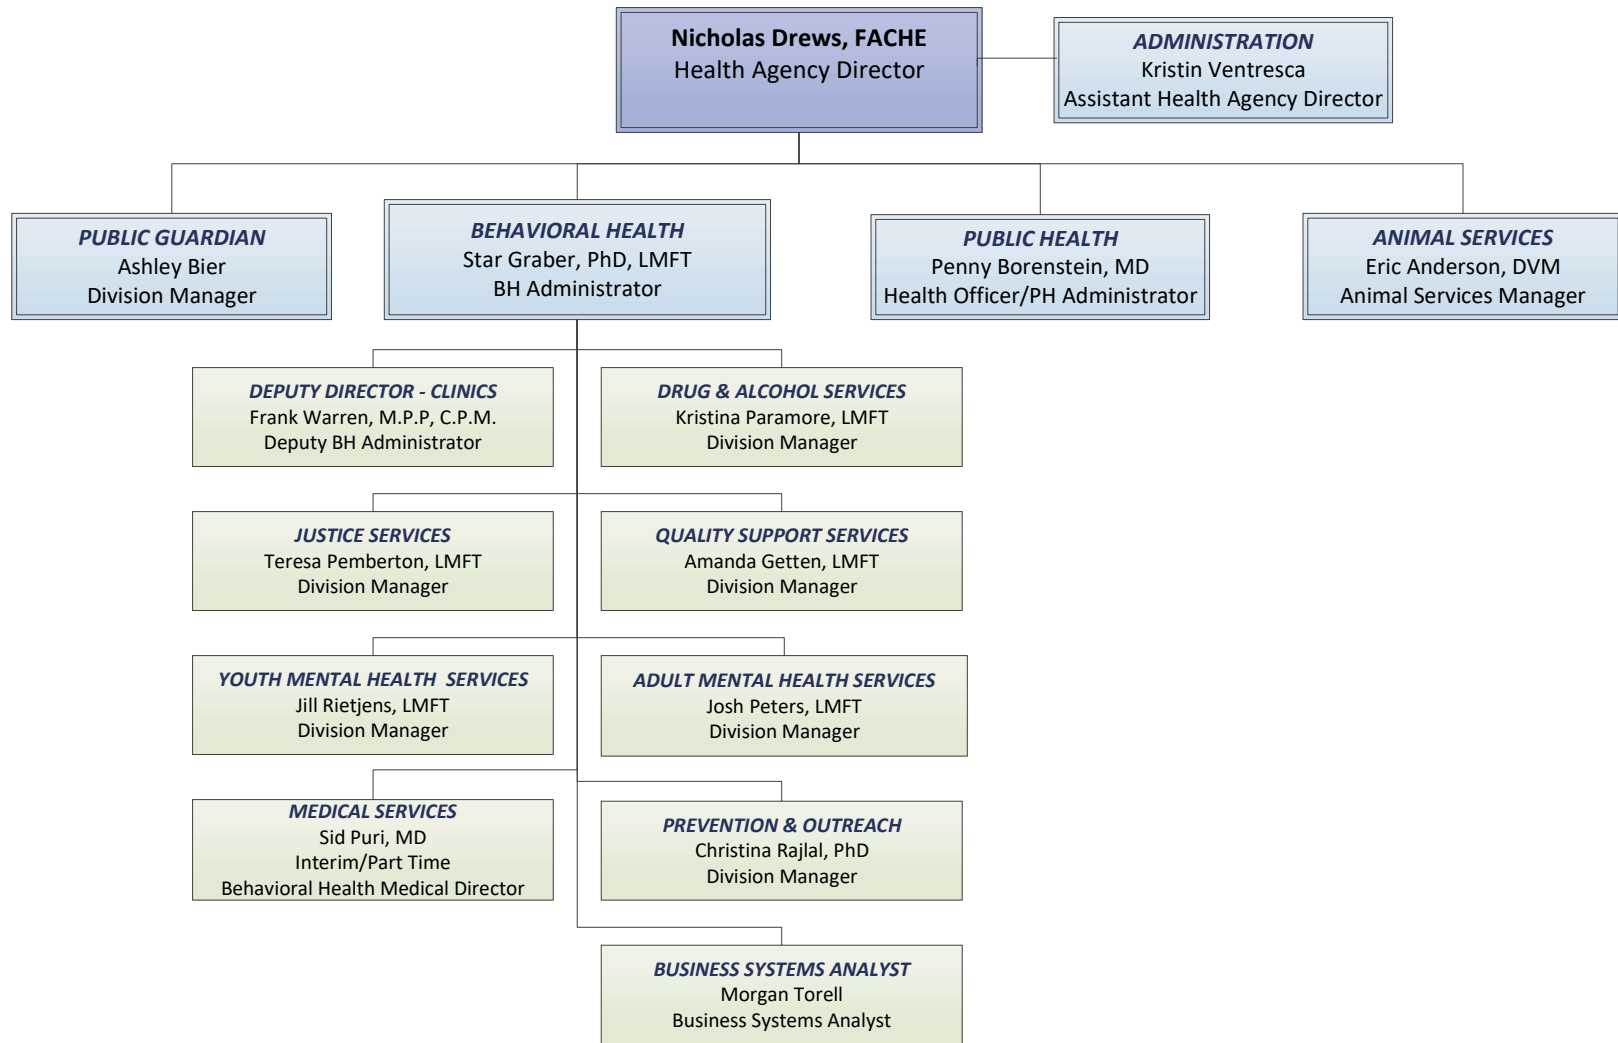 Nicholas Drews, FACHE
Health Agency Director
ADMINISTRATION
Kristin Ventresca
Assistant Health Agency Director
PUBLIC GUARDIAN
Ashley Bier
Division Manager
BEHAVIORAL HEALTH
Star Graber, PhD, LMFT
BH Administrator
PUBLIC HEALTH
Penny Borenstein, MD
Health Officer/PH Administrator
ANIMAL SERVICES
Eric Anderson, DVM
Animal Services Manager
DEPUTY DIRECTOR - CLINICS
Frank Warren, M.P.P, C.P.M.
Deputy BH Administrator
DRUG & ALCOHOL SERVICES
Kristina Paramore, LMFT
Division Manager
JUSTICE SERVICES
Teresa Pemberton, LMFT
Division Manager
QUALITY SUPPORT SERVICES
Amanda Getten, LMFT
Division Manager
YOUTH MENTAL HEALTH SERVICES
Jill Rietjens, LMFT
Division Manager
ADULT MENTAL HEALTH SERVICES
Josh Peters, LMFT
Division Manager
MEDICAL SERVICES
Sid Puri, MD
Interim/Part Time
Behavioral Health Medical Director
PREVENTION & OUTREACH
Christina Rajlal, PhD
Division Manager
BUSINESS SYSTEMS ANALYST
Morgan Torell
Business Systems Analyst